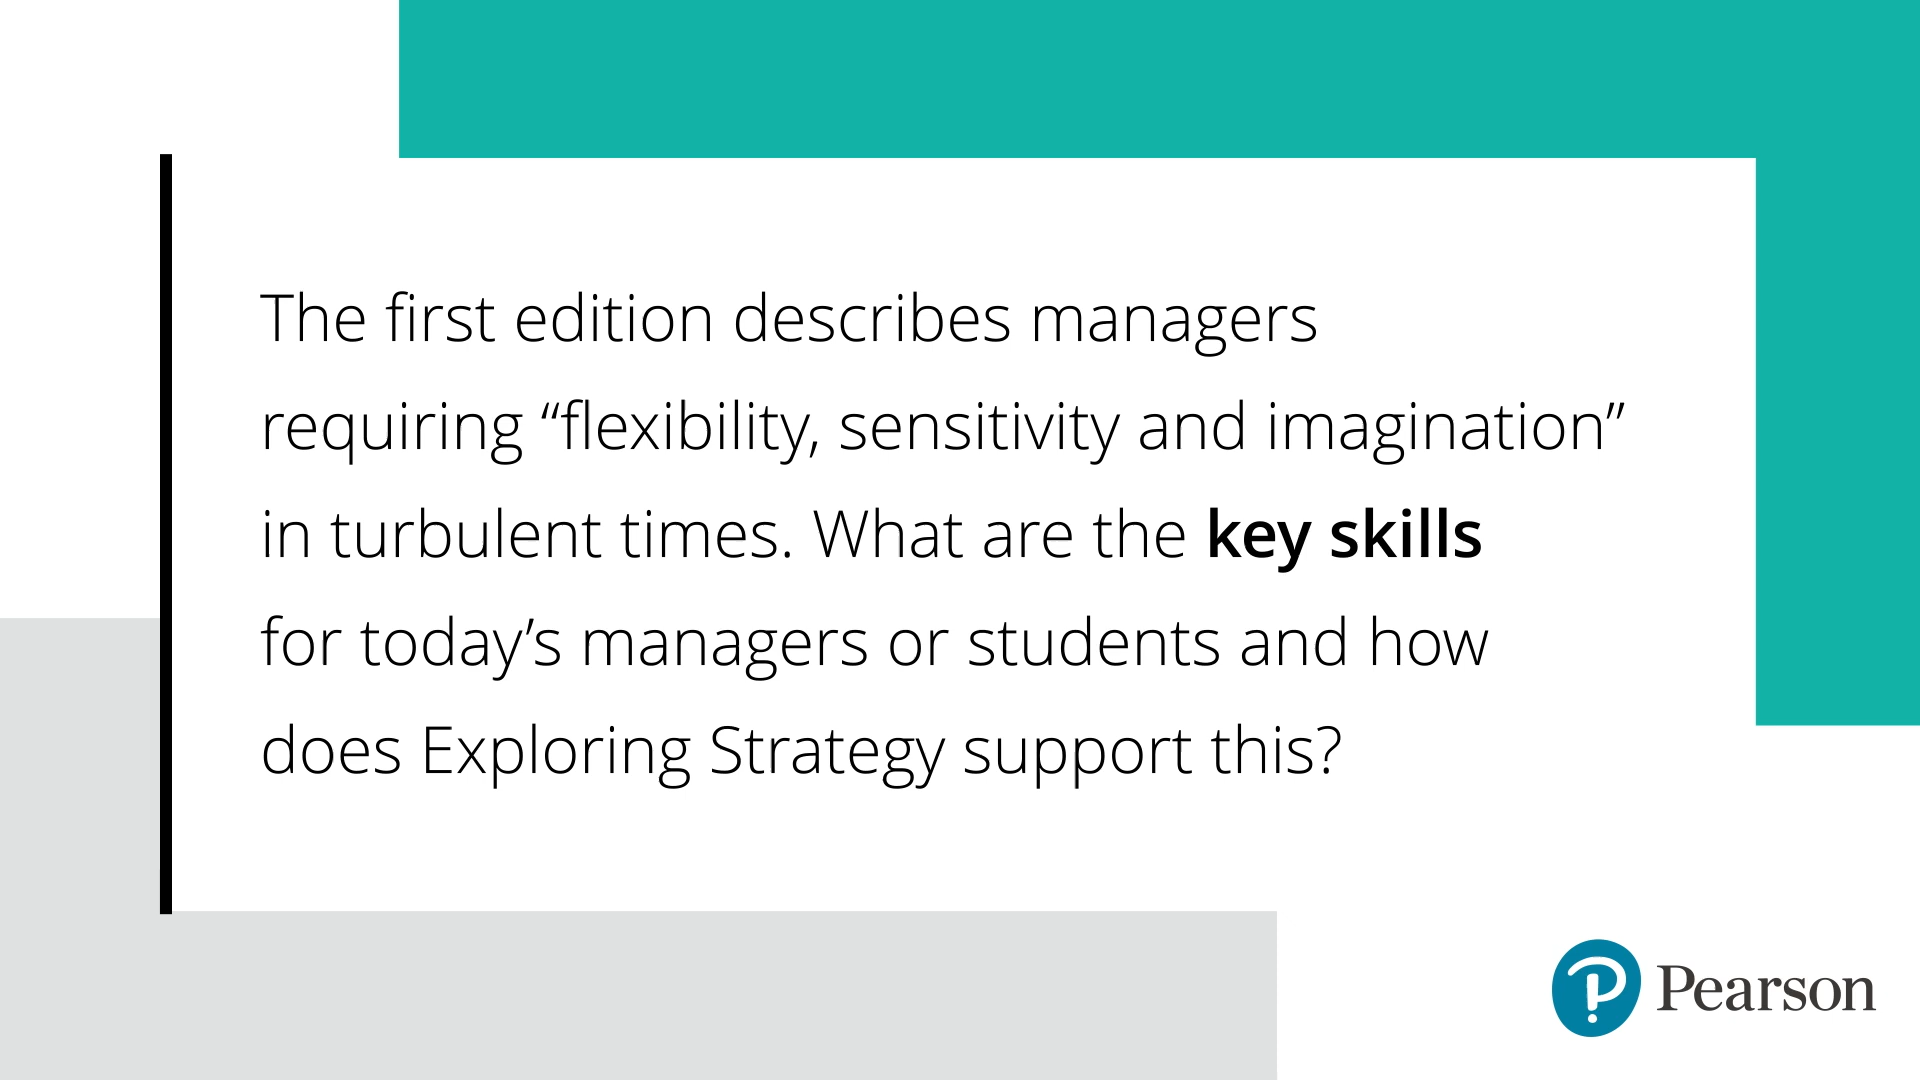 The first edition describes managers
requiring “flexibility, sensitivity and imagination”
in turbulent times. What are the key skills
for today’s managers or students and how
does Exploring Strategy support this?
Pearson